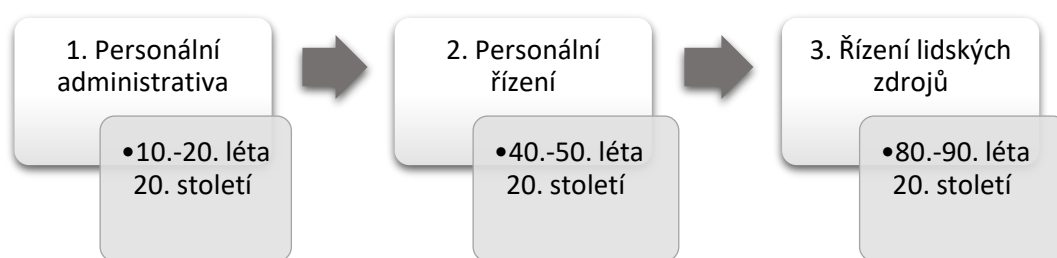 1. Personální
administrativa
•10.-20. léta
20. století
2. Personální
řízení
•40.-50. léta
20. století
3. Řízení lidských
zdrojů
•80.-90. léta
20. století